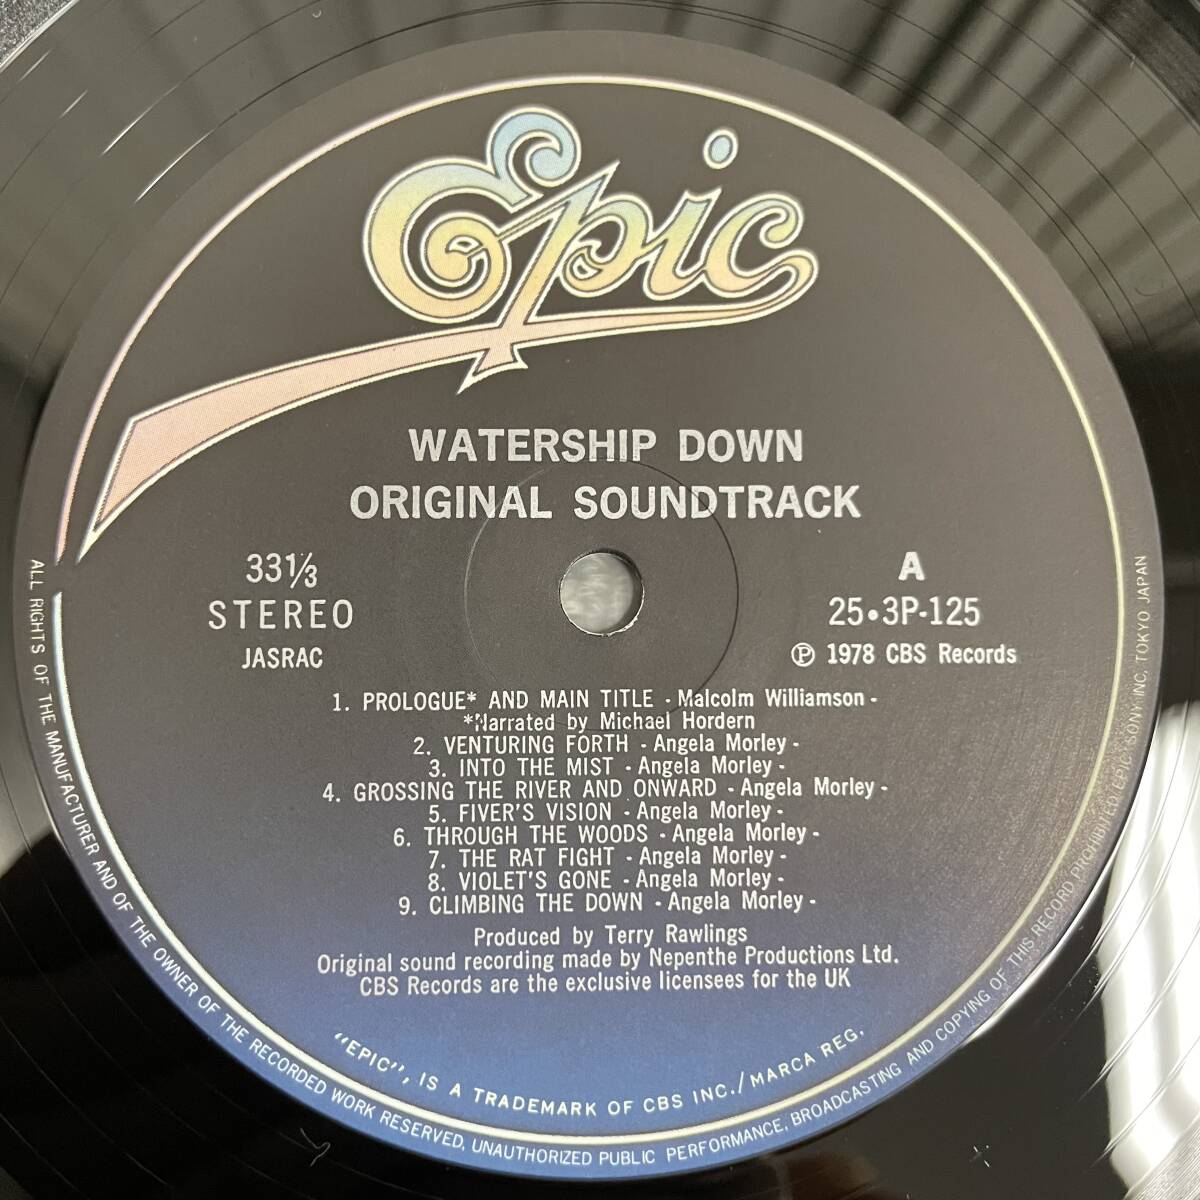 Epic
WATERSHIP DOWN
ORIGINAL SOUNDTRACK
33⅓
STEREO
JASRAC
A
25•3P-125
Ⓟ 1978 CBS Records
1. PROLOGUE* AND MAIN TITLE - Malcolm Williamson -
*Narrated by Michael Hordern
2. VENTURING FORTH - Angela Morley -
3. INTO THE MIST - Angela Morley -
4. GROSSING THE RIVER AND ONWARD - Angela Morley -
5. FIVER'S VISION - Angela Morley -
6. THROUGH THE WOODS - Angela Morley -
7. THE RAT FIGHT - Angela Morley -
8. VIOLET'S GONE - Angela Morley -
9. CLIMBING THE DOWN - Angela Morley -
Produced by Terry Rawlings
Original sound recording made by Nepenthe Productions Ltd.
CBS Records are the exclusive licensees for the UK
"EPIC", IS A TRADEMARK OF CBS INC./MARCA REG.
ALL RIGHTS OF THE MANUFACTURER AND OF THE OWNER OF THE RECORDED WORK RESERVED, UNAUTHORIZED PUBLIC PERFORMANCE, BROADCASTING AND COPYING OF THIS RECORD PROHIBITED EPIC·SONY INC, TOKYO JAPAN